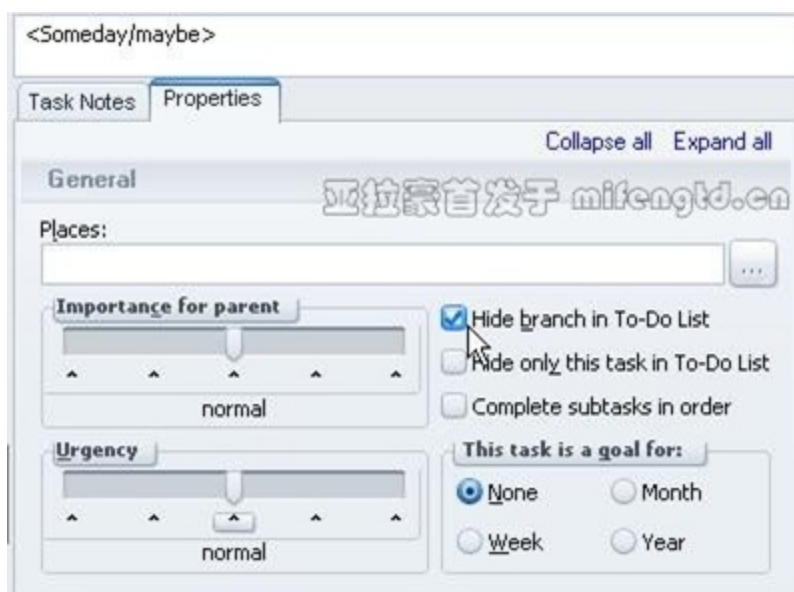 <Someday/maybe>
Task Notes Properties
Collapse all Expand all
General
亚拉豪首发于 mifengtd.cn
Places:
...
Importance for parent
normal
Hide branch in To-Do List
Hide only this task in To-Do List
Complete subtasks in order
Urgency
normal
This task is a goal for:
None Month
Week Year